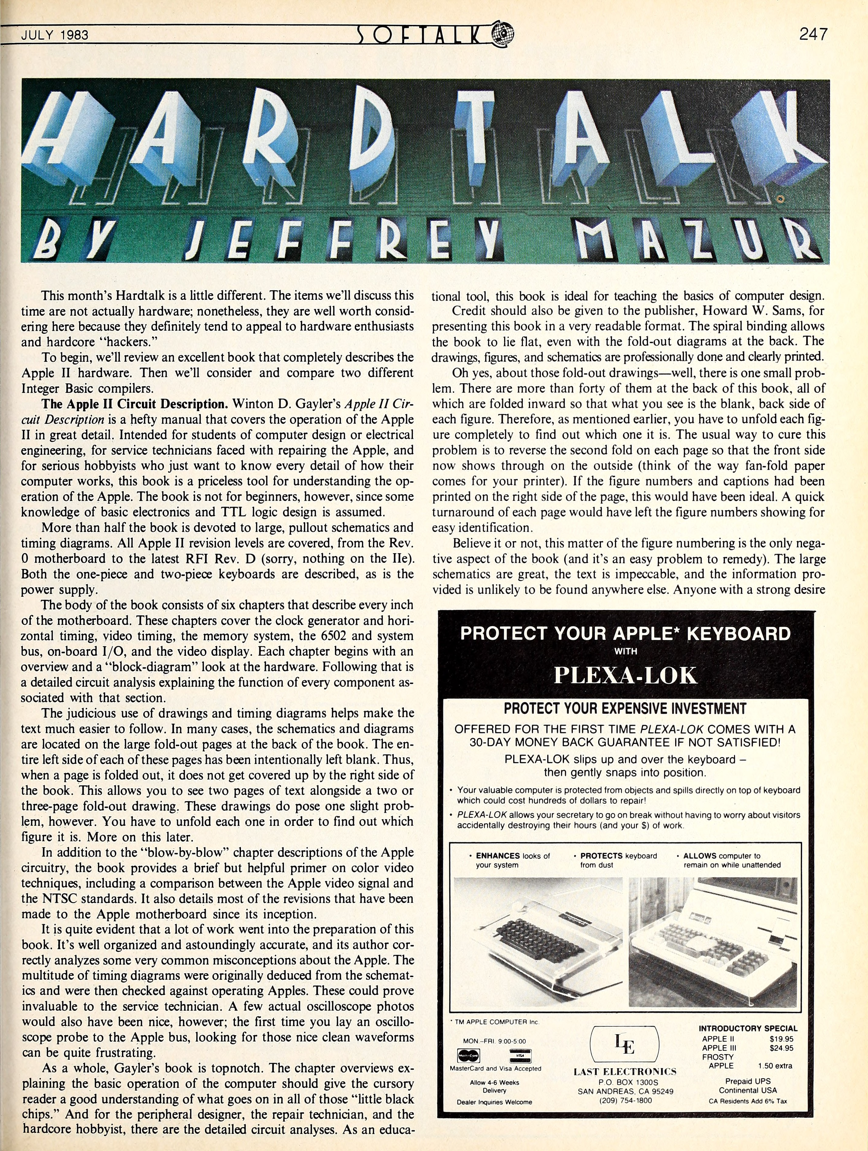 JULY 1983
SOFTALK
247
HARDTALK
BY JEFFREY MAZUR
This month's Hardtalk is a little different. The items we'll discuss this
time are not actually hardware; nonetheless, they are well worth consid-
ering here because they definitely tend to appeal to hardware enthusiasts
and hardcore "hackers."
To begin, we'll review an excellent book that completely describes the
Apple II hardware. Then we'll consider and compare two different
Integer Basic compilers.
The Apple II Circuit Description. Winton D. Gayler's Apple II Cir-
cuit Description is a hefty manual that covers the operation of the Apple
II in great detail. Intended for students of computer design or electrical
engineering, for service technicians faced with repairing the Apple, and
for serious hobbyists who just want to know every detail of how their
computer works, this book is a priceless tool for understanding the op-
eration of the Apple. The book is not for beginners, however, since some
knowledge of basic electronics and TTL logic design is assumed.
More than half the book is devoted to large, pullout schematics and
timing diagrams. All Apple II revision levels are covered, from the Rev.
0 motherboard to the latest RFI Rev. D (sorry, nothing on the IIe).
Both the one-piece and two-piece keyboards are described, as is the
power supply.
The body of the book consists of six chapters that describe every inch
of the motherboard. These chapters cover the clock generator and hori-
zontal timing, video timing, the memory system, the 6502 and system
bus, on-board I/O, and the video display. Each chapter begins with an
overview and a "block-diagram" look at the hardware. Following that is
a detailed circuit analysis explaining the function of every component as-
sociated with that section.
The judicious use of drawings and timing diagrams helps make the
text much easier to follow. In many cases, the schematics and diagrams
are located on the large fold-out pages at the back of the book. The en-
tire left side of each of these pages has been intentionally left blank. Thus,
when a page is folded out, it does not get covered up by the right side of
the book. This allows you to see two pages of text alongside a two or
three-page fold-out drawing. These drawings do pose one slight prob-
lem, however. You have to unfold each one in order to find out which
figure it is. More on this later.
In addition to the "blow-by-blow" chapter descriptions of the Apple
circuitry, the book provides a brief but helpful primer on color video
techniques, including a comparison between the Apple video signal and
the NTSC standards. It also details most of the revisions that have been
made to the Apple motherboard since its inception.
It is quite evident that a lot of work went into the preparation of this
book. It's well organized and astoundingly accurate, and its author cor-
rectly analyzes some very common misconceptions about the Apple. The
multitude of timing diagrams were originally deduced from the schemat-
ics and were then checked against operating Apples. These could prove
invaluable to the service technician. A few actual oscilloscope photos
would also have been nice, however; the first time you lay an oscillo-
scope probe to the Apple bus, looking for those nice clean waveforms
can be quite frustrating.
As a whole, Gayler's book is topnotch. The chapter overviews ex-
plaining the basic operation of the computer should give the cursory
reader a good understanding of what goes on in all of those "little black
chips." And for the peripheral designer, the repair technician, and the
hardcore hobbyist, there are the detailed circuit analyses. As an educa-
tional tool, this book is ideal for teaching the basics of computer design.
Credit should also be given to the publisher, Howard W. Sams, for
presenting this book in a very readable format. The spiral binding allows
the book to lie flat, even with the fold-out diagrams at the back. The
drawings, figures, and schematics are professionally done and clearly printed.
Oh yes, about those fold-out drawings—well, there is one small prob-
lem. There are more than forty of them at the back of this book, all of
which are folded inward so that what you see is the blank, back side of
each figure. Therefore, as mentioned earlier, you have to unfold each fig-
ure completely to find out which one it is. The usual way to cure this
problem is to reverse the second fold on each page so that the front side
now shows through on the outside (think of the way fan-fold paper
comes for your printer). If the figure numbers and captions had been
printed on the right side of the page, this would have been ideal. A quick
turnaround of each page would have left the figure numbers showing for
easy identification.
Believe it or not, this matter of the figure numbering is the only nega-
tive aspect of the book (and it's an easy problem to remedy). The large
schematics are great, the text is impeccable, and the information pro-
vided is unlikely to be found anywhere else. Anyone with a strong desire
PROTECT YOUR APPLE* KEYBOARD
WITH
PLEXA-LOK
PROTECT YOUR EXPENSIVE INVESTMENT
OFFERED FOR THE FIRST TIME PLEXA-LOK COMES WITH A
30-DAY MONEY BACK GUARANTEE IF NOT SATISFIED!
PLEXA-LOK slips up and over the keyboard –
then gently snaps into position.
• Your valuable computer is protected from objects and spills directly on top of keyboard
which could cost hundreds of dollars to repair!
• PLEXA-LOK allows your secretary to go on break without having to worry about visitors
accidentally destroying their hours (and your $) of work.
• ENHANCES looks of
your system
• PROTECTS keyboard
from dust
• ALLOWS computer to
remain on while unattended
* TM APPLE COMPUTER Inc.
MON.-FRI. 9:00-5:00
MasterCard
VISA
MasterCard and Visa Accepted
Allow 4-6 Weeks
Delivery
Dealer Inquiries Welcome
LE
LAST ELECTRONICS
P.O. BOX 1300S
SAN ANDREAS, CA 95249
(209) 754-1800
INTRODUCTORY SPECIAL
APPLE II $19.95
APPLE III $24.95
FROSTY
APPLE 1.50 extra
Prepaid UPS
Continental USA
CA Residents Add 6% Tax